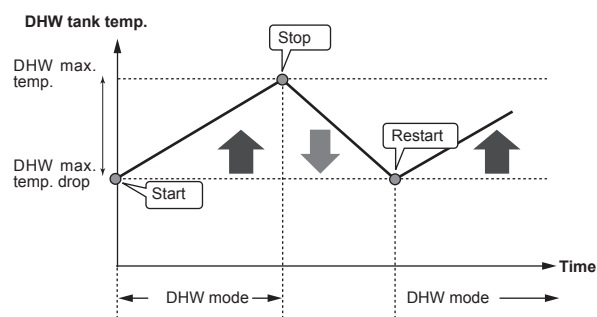 DHW tank temp.
Stop
DHW max.
temp.
Restart
DHW max.
temp. drop
Start
Time
DHW mode
DHW mode